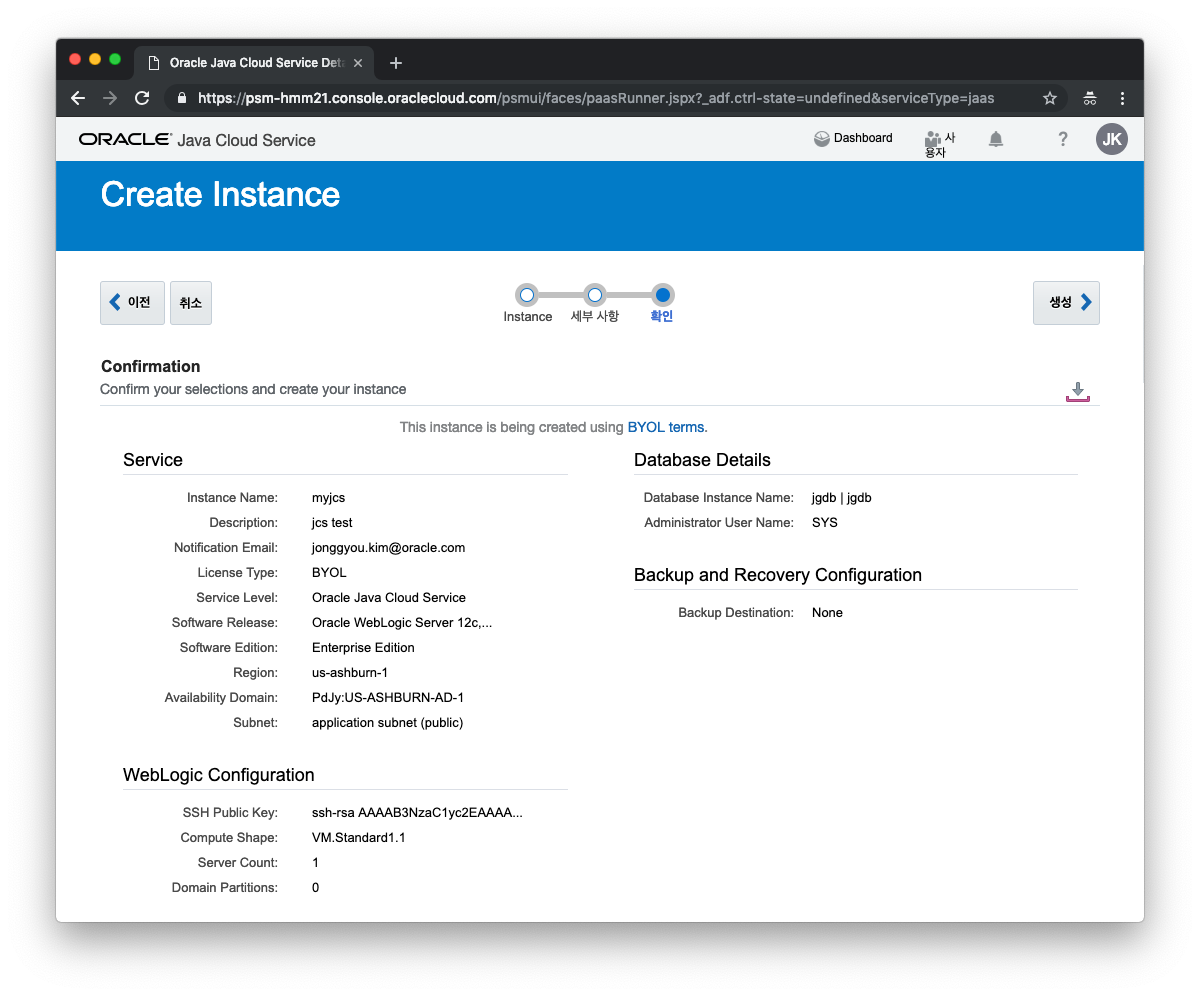 Oracle Java Cloud Service Deta
https://psm-hmm21.console.oraclecloud.com/psmui/faces/paasRunner.jspx?_adf.ctrl-state=undefined&serviceType=jaas
ORACLE Java Cloud Service
Dashboard
사
용자
?
JK
Create Instance
이전
취소
Instance
세부 사항
확인
생성
Confirmation
Confirm your selections and create your instance
This instance is being created using BYOL terms.
Service
Instance Name: myjcs
Description: jcs test
Notification Email: jonggyou.kim@oracle.com
License Type: BYOL
Service Level: Oracle Java Cloud Service
Software Release: Oracle WebLogic Server 12c,...
Software Edition: Enterprise Edition
Region: us-ashburn-1
Availability Domain: PdJy:US-ASHBURN-AD-1
Subnet: application subnet (public)
WebLogic Configuration
SSH Public Key: ssh-rsa AAAAB3NzaC1yc2EAAAA...
Compute Shape: VM.Standard1.1
Server Count: 1
Domain Partitions: 0
Database Details
Database Instance Name: jgdb | jgdb
Administrator User Name: SYS
Backup and Recovery Configuration
Backup Destination: None